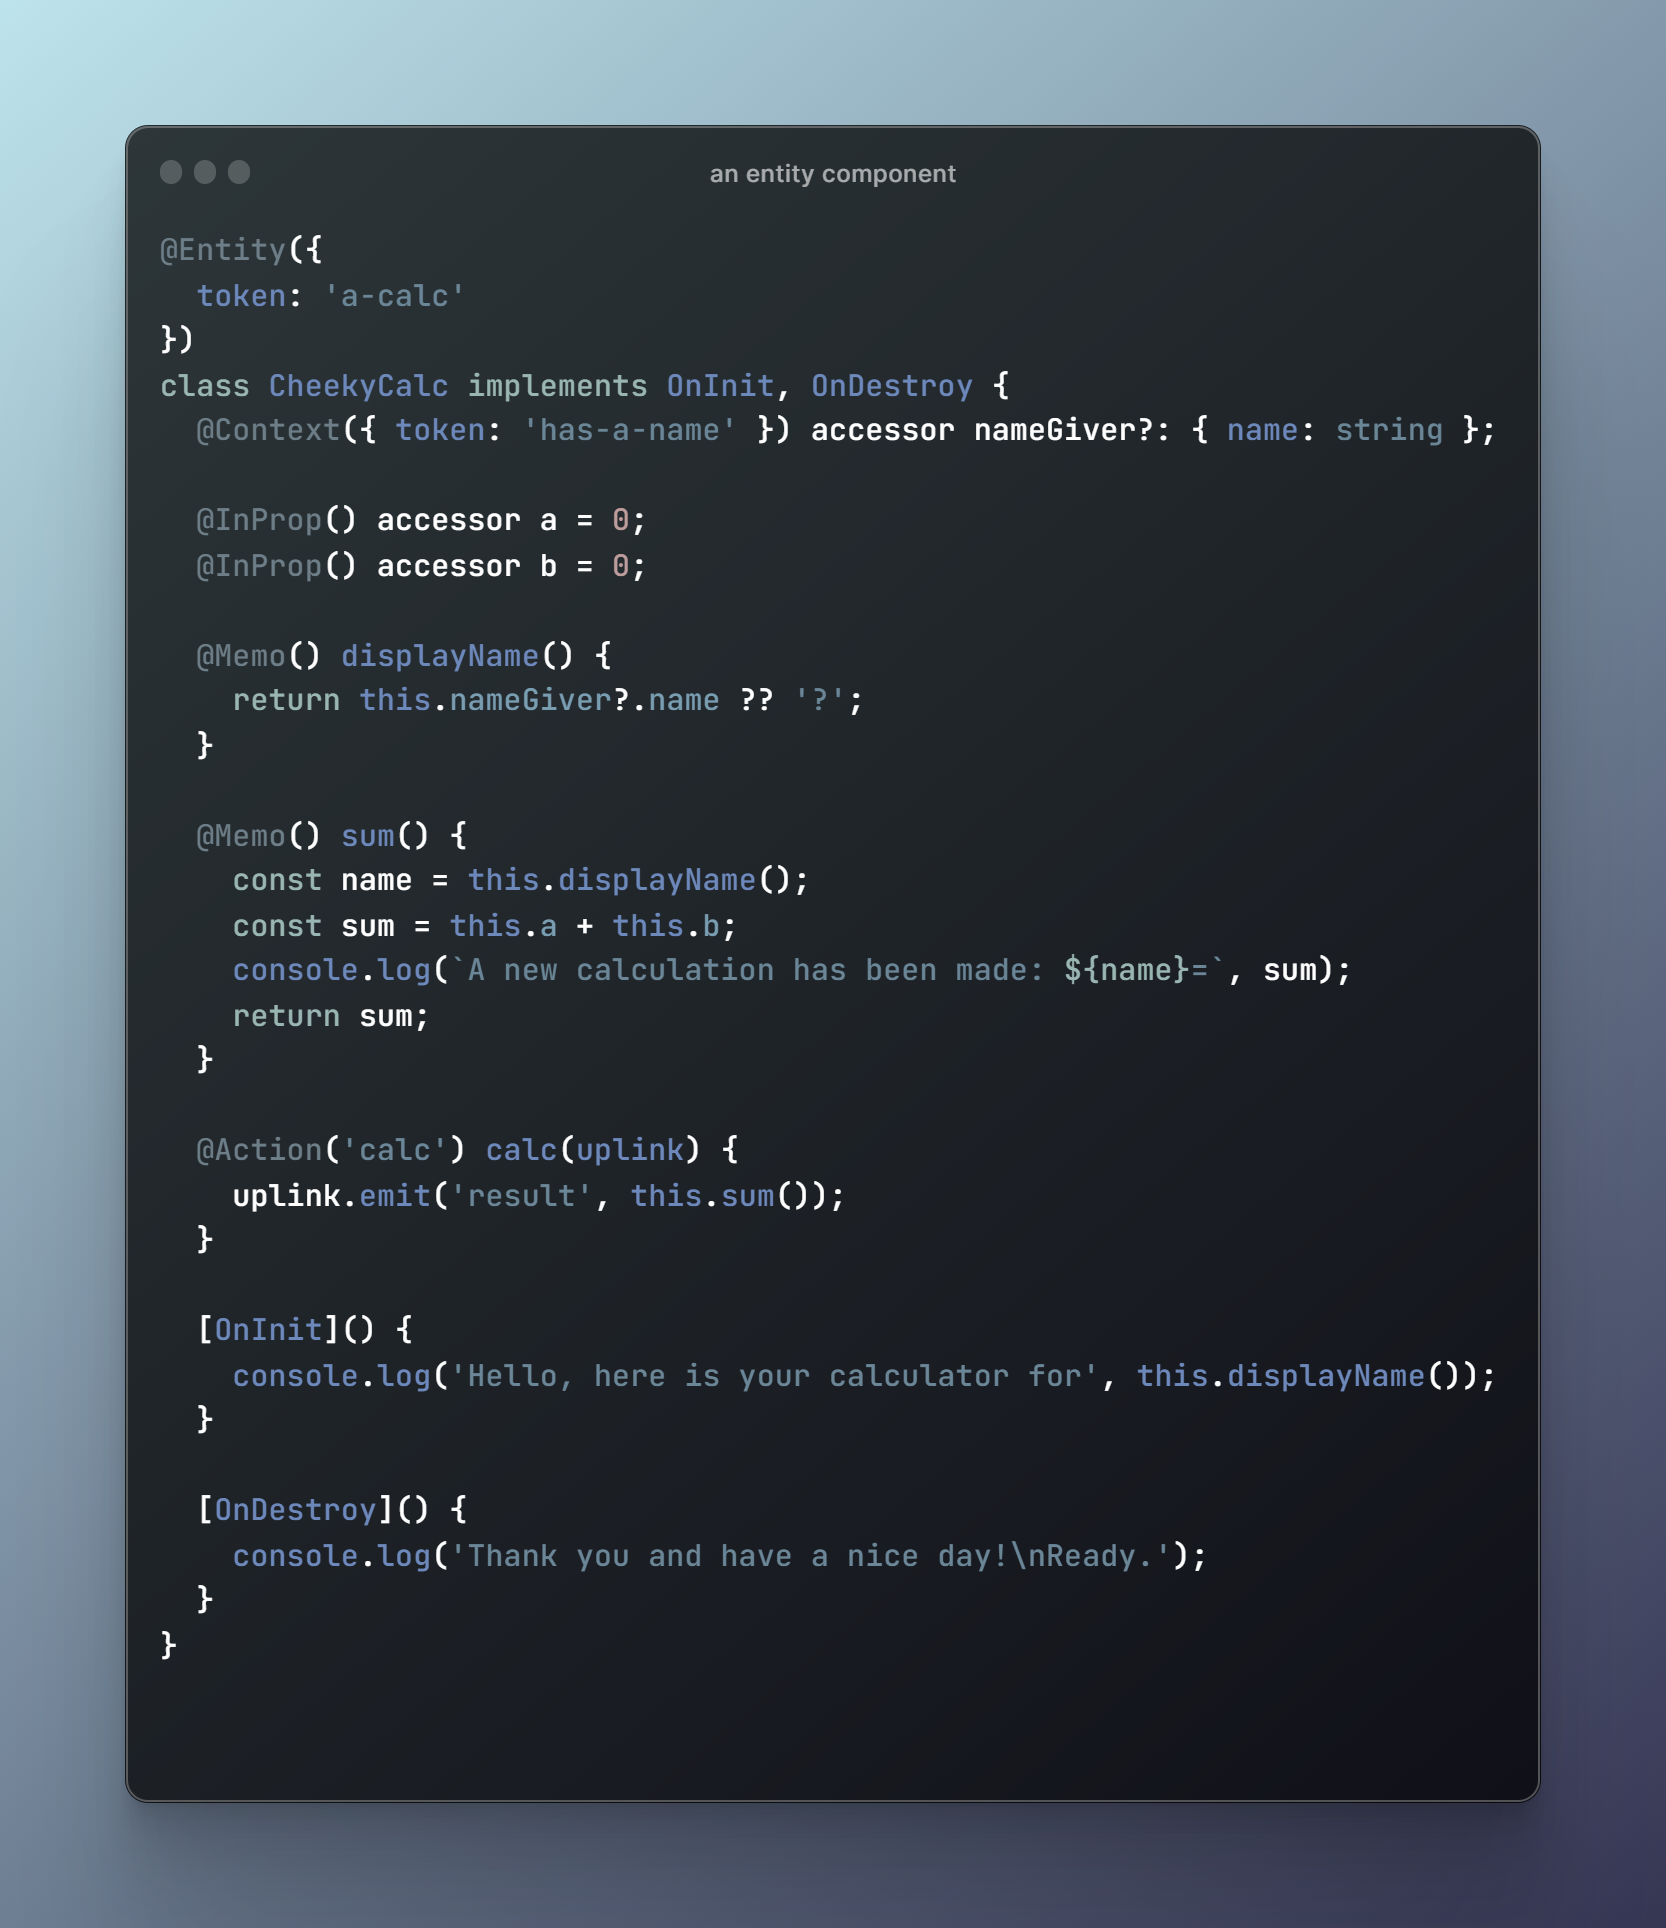 an entity component
@Entity({
  token: 'a-calc'
})
class CheekyCalc implements OnInit, OnDestroy {
  @Context({ token: 'has-a-name' }) accessor nameGiver?: { name: string };

  @InProp() accessor a = 0;
  @InProp() accessor b = 0;

  @Memo() displayName() {
    return this.nameGiver?.name ?? '?';
  }

  @Memo() sum() {
    const name = this.displayName();
    const sum = this.a + this.b;
    console.log(`A new calculation has been made: ${name}=`, sum);
    return sum;
  }

  @Action('calc') calc(uplink) {
    uplink.emit('result', this.sum());
  }

  [OnInit]() {
    console.log('Hello, here is your calculator for', this.displayName());
  }

  [OnDestroy]() {
    console.log('Thank you and have a nice day!\nReady.');
  }
}